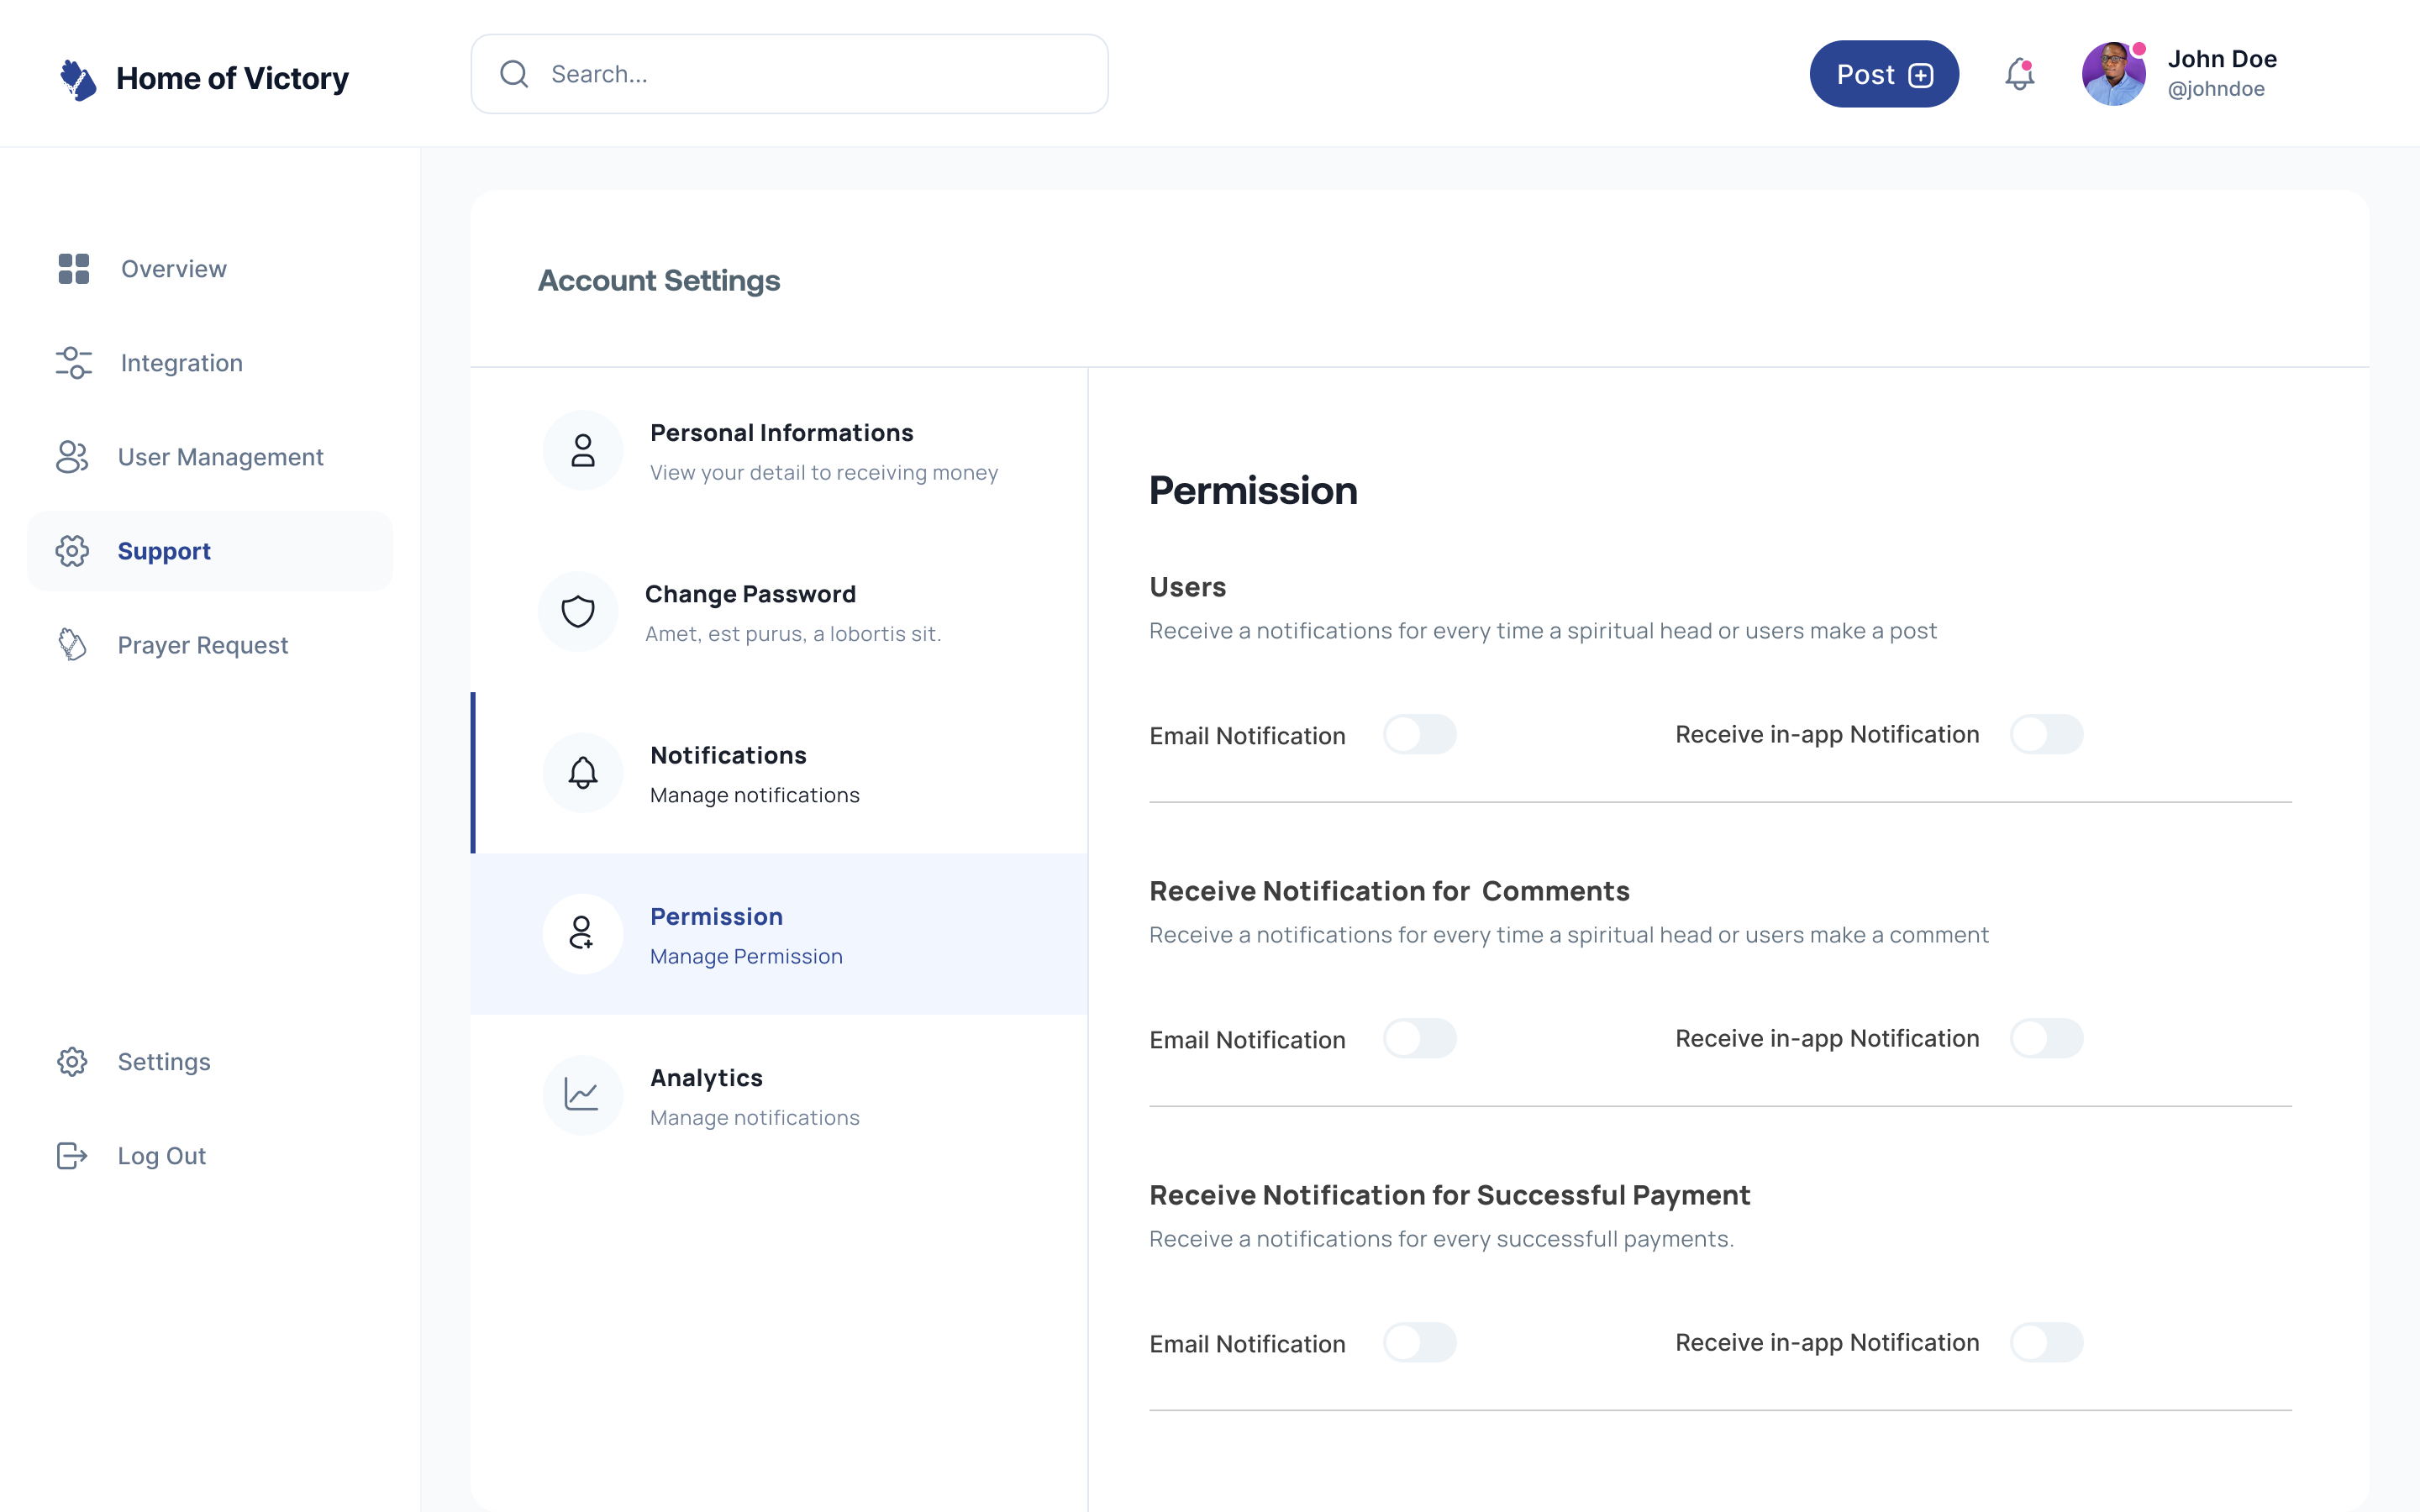 Home of Victory
Search...
Post
John Doe
@johndoe
Overview
Integration
User Management
Support
Prayer Request
Settings
Log Out
Account Settings
Personal Informations
View your detail to receiving money
Change Password
Amet, est purus, a lobortis sit.
Notifications
Manage notifications
Permission
Manage Permission
Analytics
Manage notifications
Permission
Users
Receive a notifications for every time a spiritual head or users make a post
Email Notification
Receive in-app Notification
Receive Notification for  Comments
Receive a notifications for every time a spiritual head or users make a comment
Email Notification
Receive in-app Notification
Receive Notification for Successful Payment
Receive a notifications for every successfull payments.
Email Notification
Receive in-app Notification